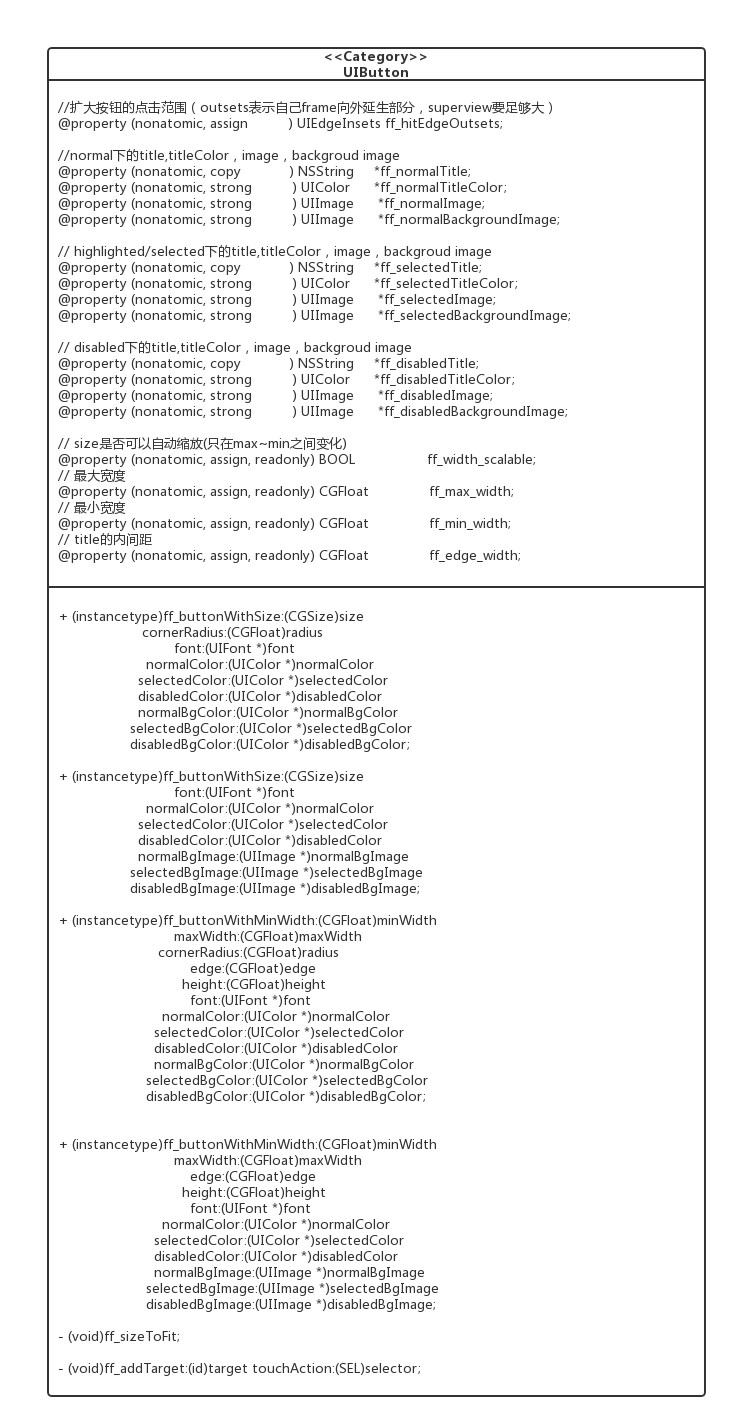 <<Category>>
UIButton
//扩大按钮的点击范围（outsets表示自己frame向外延生部分，superview要足够大）
@property (nonatomic, assign          ) UIEdgeInsets ff_hitEdgeOutsets;
//normal下的title,titleColor，image，backgroud image
@property (nonatomic, copy            ) NSString     *ff_normalTitle;
@property (nonatomic, strong          ) UIColor      *ff_normalTitleColor;
@property (nonatomic, strong          ) UIImage      *ff_normalImage;
@property (nonatomic, strong          ) UIImage      *ff_normalBackgroundImage;
// highlighted/selected下的title,titleColor，image，backgroud image
@property (nonatomic, copy            ) NSString     *ff_selectedTitle;
@property (nonatomic, strong          ) UIColor      *ff_selectedTitleColor;
@property (nonatomic, strong          ) UIImage      *ff_selectedImage;
@property (nonatomic, strong          ) UIImage      *ff_selectedBackgroundImage;
// disabled下的title,titleColor，image，backgroud image
@property (nonatomic, copy            ) NSString     *ff_disabledTitle;
@property (nonatomic, strong          ) UIColor      *ff_disabledTitleColor;
@property (nonatomic, strong          ) UIImage      *ff_disabledImage;
@property (nonatomic, strong          ) UIImage      *ff_disabledBackgroundImage;
// size是否可以自动缩放(只在max~min之间变化)
@property (nonatomic, assign, readonly) BOOL                  ff_width_scalable;
// 最大宽度
@property (nonatomic, assign, readonly) CGFloat               ff_max_width;
// 最小宽度
@property (nonatomic, assign, readonly) CGFloat               ff_min_width;
// title的内间距
@property (nonatomic, assign, readonly) CGFloat               ff_edge_width;
+ (instancetype)ff_buttonWithSize:(CGSize)size
cornerRadius:(CGFloat)radius
font:(UIFont *)font
normalColor:(UIColor *)normalColor
selectedColor:(UIColor *)selectedColor
disabledColor:(UIColor *)disabledColor
normalBgColor:(UIColor *)normalBgColor
selectedBgColor:(UIColor *)selectedBgColor
disabledBgColor:(UIColor *)disabledBgColor;
+ (instancetype)ff_buttonWithSize:(CGSize)size
font:(UIFont *)font
normalColor:(UIColor *)normalColor
selectedColor:(UIColor *)selectedColor
disabledColor:(UIColor *)disabledColor
normalBgImage:(UIImage *)normalBgImage
selectedBgImage:(UIImage *)selectedBgImage
disabledBgImage:(UIImage *)disabledBgImage;
+ (instancetype)ff_buttonWithMinWidth:(CGFloat)minWidth
maxWidth:(CGFloat)maxWidth
cornerRadius:(CGFloat)radius
edge:(CGFloat)edge
height:(CGFloat)height
font:(UIFont *)font
normalColor:(UIColor *)normalColor
selectedColor:(UIColor *)selectedColor
disabledColor:(UIColor *)disabledColor
normalBgColor:(UIColor *)normalBgColor
selectedBgColor:(UIColor *)selectedBgColor
disabledBgColor:(UIColor *)disabledBgColor;
+ (instancetype)ff_buttonWithMinWidth:(CGFloat)minWidth
maxWidth:(CGFloat)maxWidth
edge:(CGFloat)edge
height:(CGFloat)height
font:(UIFont *)font
normalColor:(UIColor *)normalColor
selectedColor:(UIColor *)selectedColor
disabledColor:(UIColor *)disabledColor
normalBgImage:(UIImage *)normalBgImage
selectedBgImage:(UIImage *)selectedBgImage
disabledBgImage:(UIImage *)disabledBgImage;
- (void)ff_sizeToFit;
- (void)ff_addTarget:(id)target touchAction:(SEL)selector;